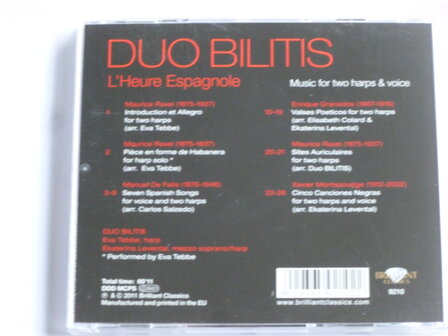 DUO BILITIS
L'Heure Espagnole
Music for two harps & voice
Maurice Ravel (1875-1937)
1 Introduction et Allegro
for two harps
(arr. Eva Tebbe)
Maurice Ravel (1875-1937)
2 Pièce en forme de Habanera
for harp solo *
(arr. Eva Tebbe)
Manuel De Falla (1876-1946)
3-9 Seven Spanish Songs
for voice and two harps
(arr. Carlos Salzedo)
Enrique Granados (1867-1916)
10-19 Valses Poeticos for two harps
(arr. Elisabeth Colard &
Ekaterina Levental)
Maurice Ravel (1875-1937)
20-21 Sites Auriculaires
for two harps
(arr. Duo BILITIS)
Xavier Montsalvatge (1912-2002)
22-26 Cinco Canciones Negras
for two harps and voice
(arr. Ekaterina Levental)
DUO BILITIS
Eva Tebbe, harp
Ekaterina Levental, mezzo soprano/harp
* Performed by Eva Tebbe
Total time: 60'11
DDD MCPS
℗ & © 2011 Brilliant Classics
Manufactured and printed in the EU
www.brilliantclassics.com
BRILLIANT
CLASSICS
9210